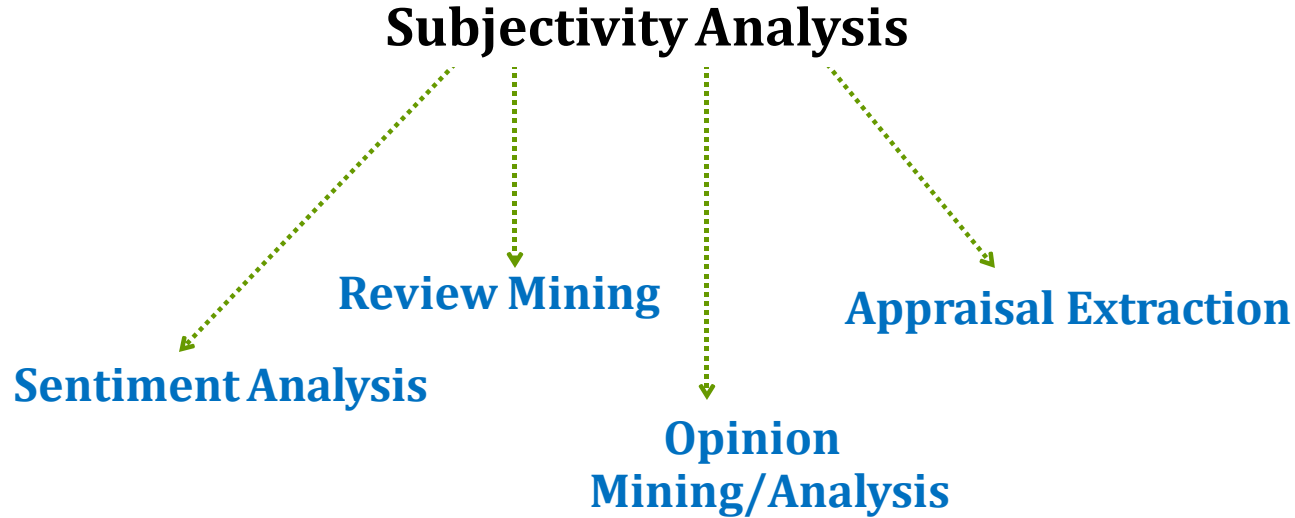 Subjectivity Analysis
Review Mining
Appraisal Extraction
Sentiment Analysis
Opinion
Mining/Analysis